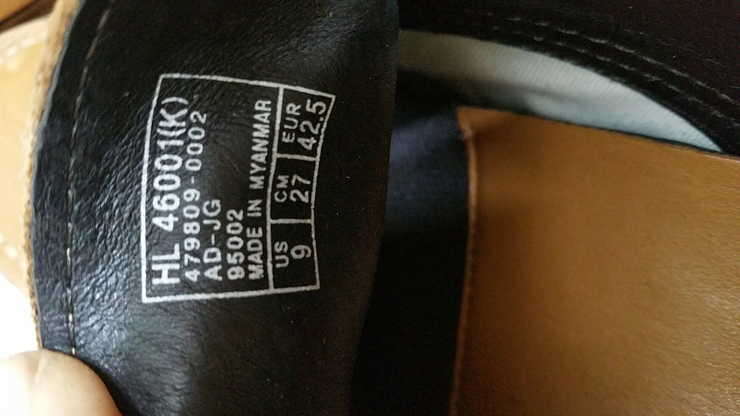 HL 46001(K)
479809-0002
AD-JG
95002
MADE IN MYANMAR
US CM EUR
9 27 42.5